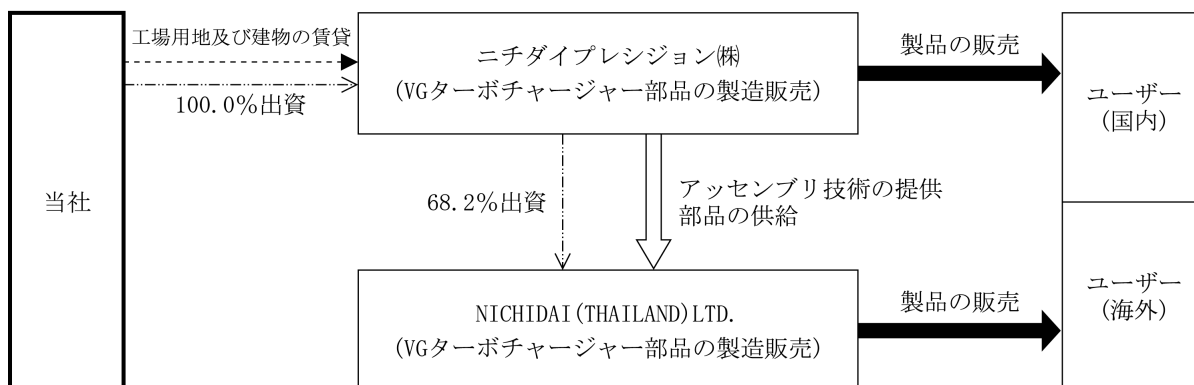 当社
工場用地及び建物の賃貸
100.0%出資
ニチダイプレシジョン㈱
(VGターボチャージャー部品の製造販売)
製品の販売
ユーザー
(国内)
68.2%出資
アッセンブリ技術の提供
部品の供給
NICHIDAI(THAILAND)LTD.
(VGターボチャージャー部品の製造販売)
製品の販売
ユーザー
(海外)